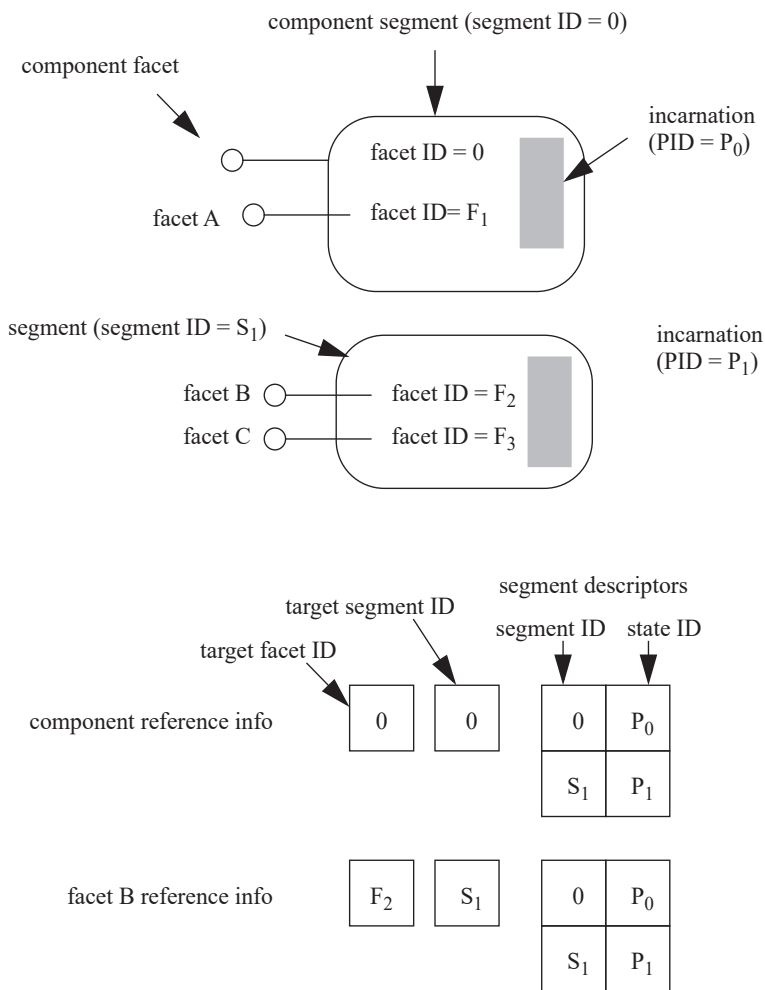 component segment (segment ID = 0)
component facet
incarnation
(PID = P0)
facet ID = 0
facet A
facet ID= F1
segment (segment ID = S1)
incarnation
(PID = P1)
facet B
facet ID = F2
facet C
facet ID = F3
segment descriptors
target segment ID
segment ID
state ID
target facet ID
component reference info
0
0
0
P0
S1
P1
facet B reference info
F2
S1
0
P0
S1
P1